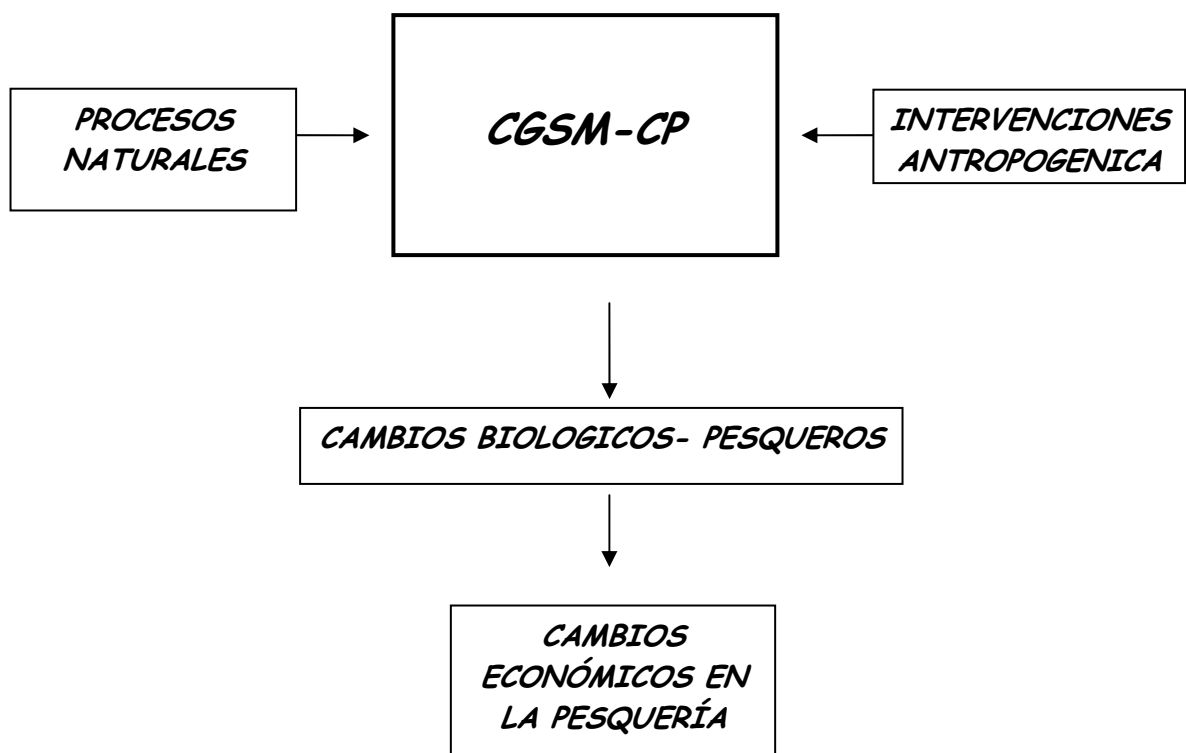 PROCESOS
NATURALES
CGSM-CP
INTERVENCIONES
ANTROPOGENICA
CAMBIOS BIOLOGICOS- PESQUEROS
CAMBIOS
ECONÓMICOS EN
LA PESQUERÍA